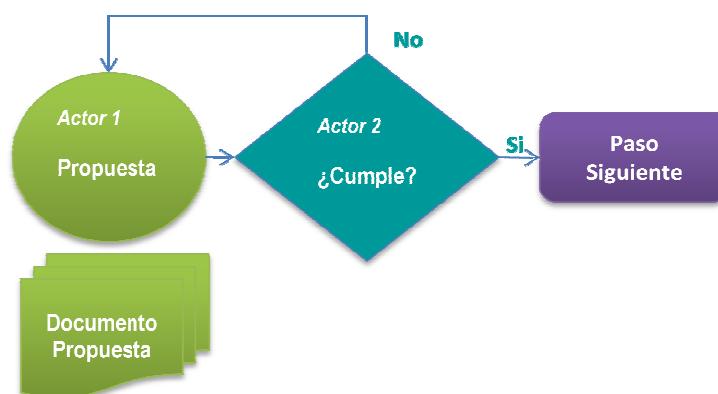 No
Actor 1
Propuesta
Actor 2
¿Cumple?
Si
Paso
Siguiente
Documento
Propuesta